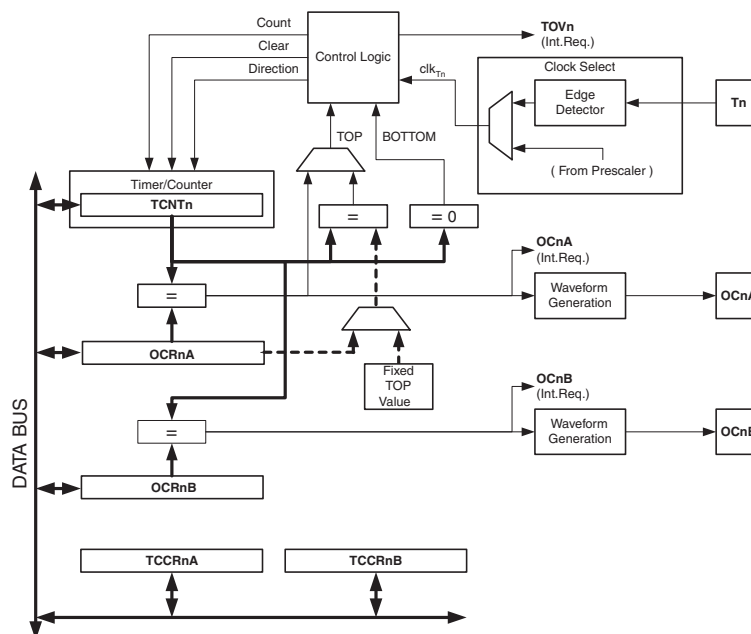 Count
Clear
Direction
Control Logic
TOVn
(Int.Req.)
clkTn
Clock Select
Edge
Detector
Tn
( From Prescaler )
TOP
BOTTOM
Timer/Counter
TCNTn
=
= 0
OCnA
(Int.Req.)
=
Waveform
Generation
OCnA
OCRnA
Fixed
TOP
Value
OCnB
(Int.Req.)
=
Waveform
Generation
OCnB
OCRnB
DATA BUS
TCCRnA
TCCRnB